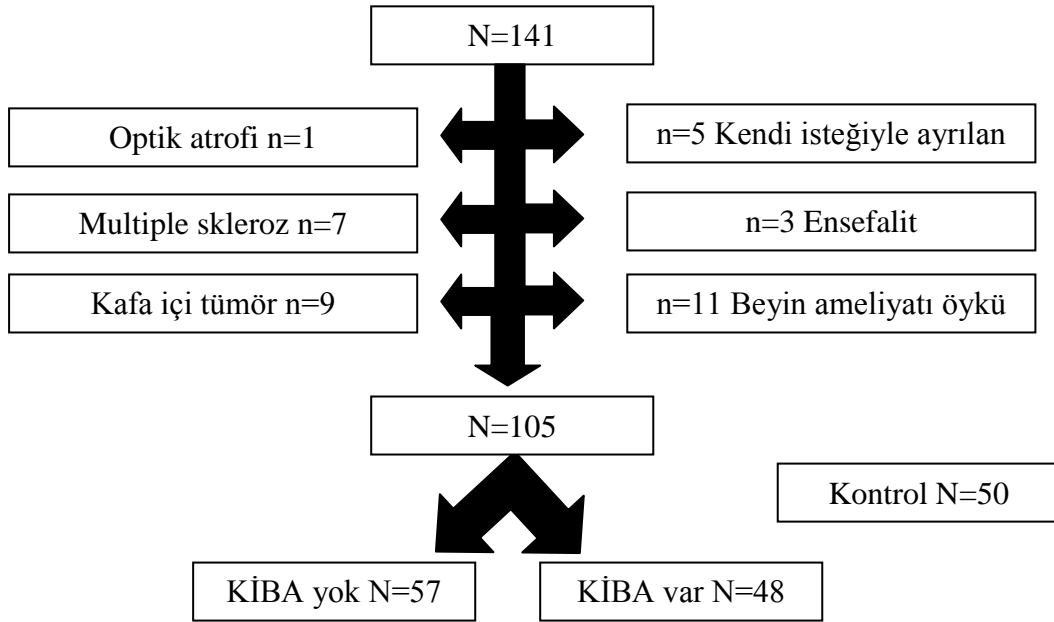 N=141
Optik atrofi n=1
n=5 Kendi isteğiyle ayrılan
Multiple skleroz n=7
n=3 Ensefalit
Kafa içi tümör n=9
n=11 Beyin ameliyatı öykü
N=105
Kontrol N=50
KİBA yok N=57
KİBA var N=48